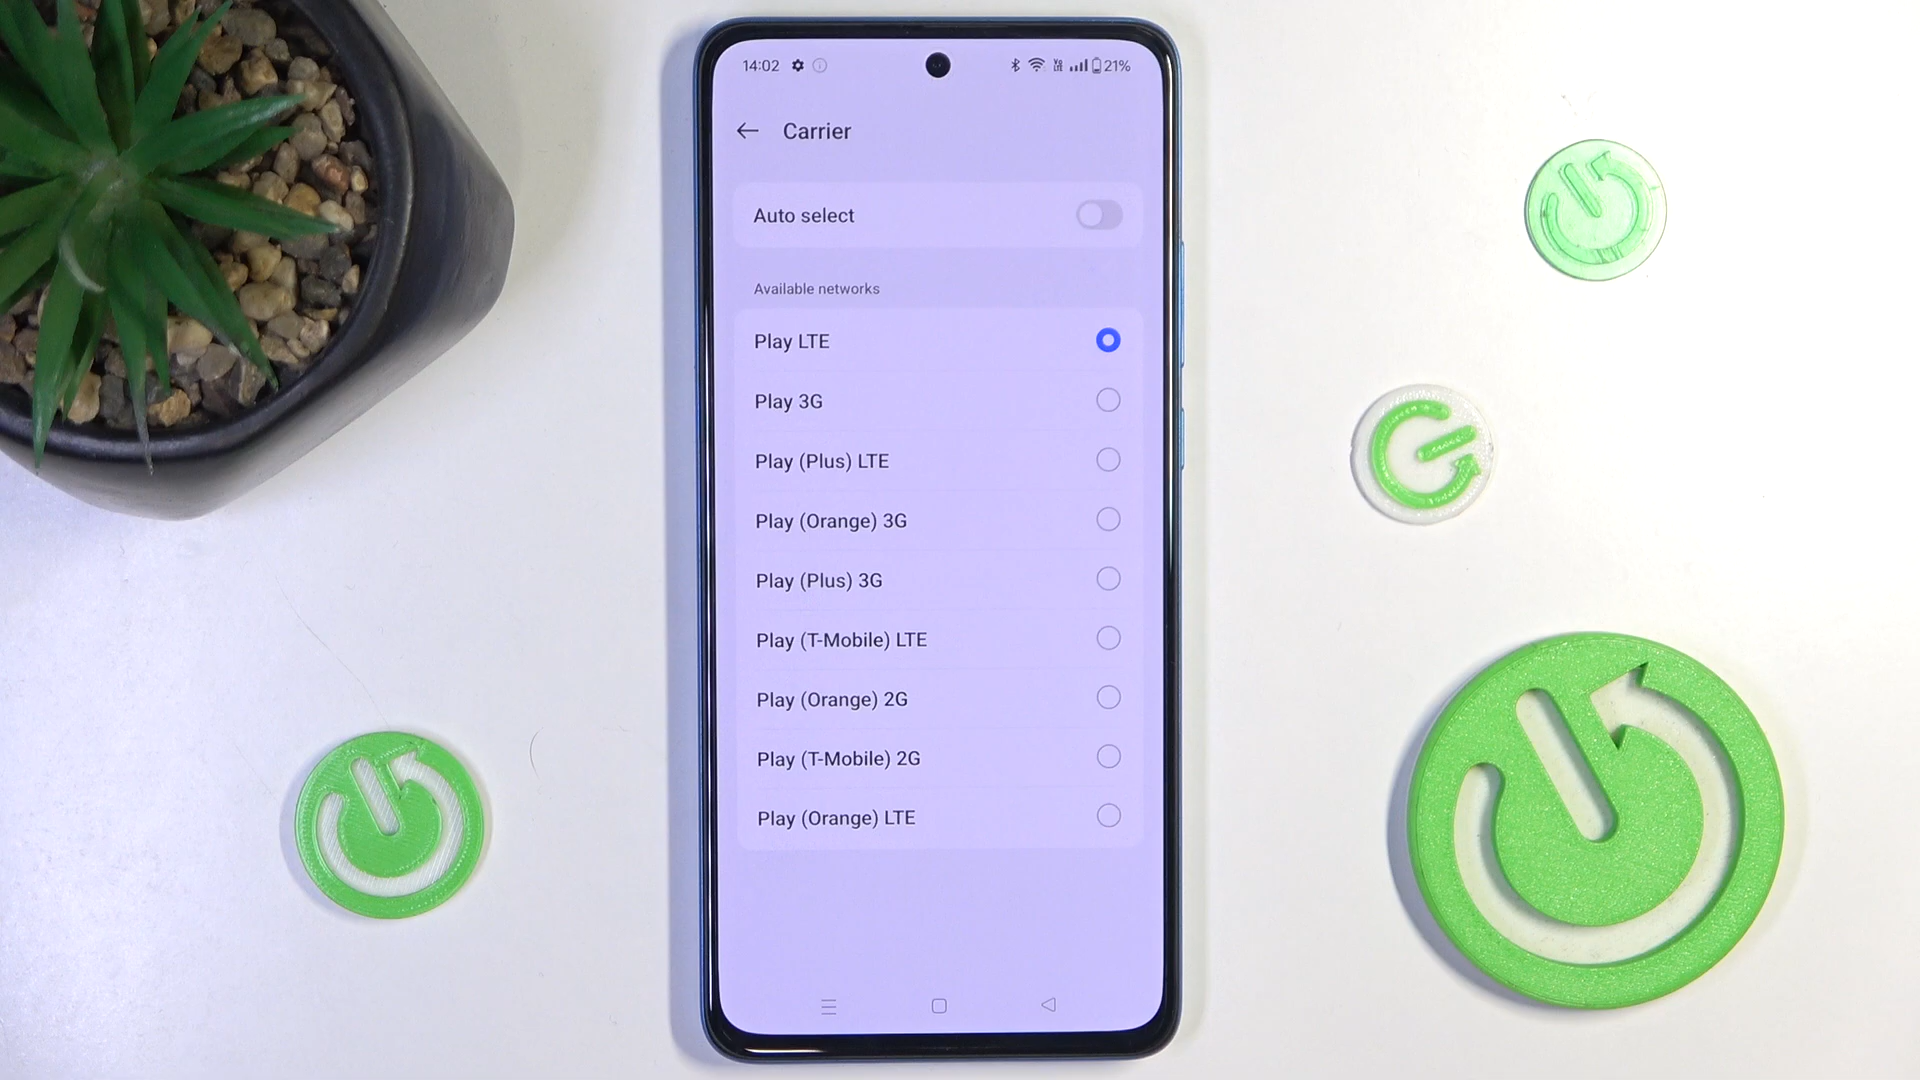 14:02 21%
Carrier
Auto select
Available networks
Play LTE
Play 3G
Play (Plus) LTE
Play (Orange) 3G
Play (Plus) 3G
Play (T-Mobile) LTE
Play (Orange) 2G
Play (T-Mobile) 2G
Play (Orange) LTE